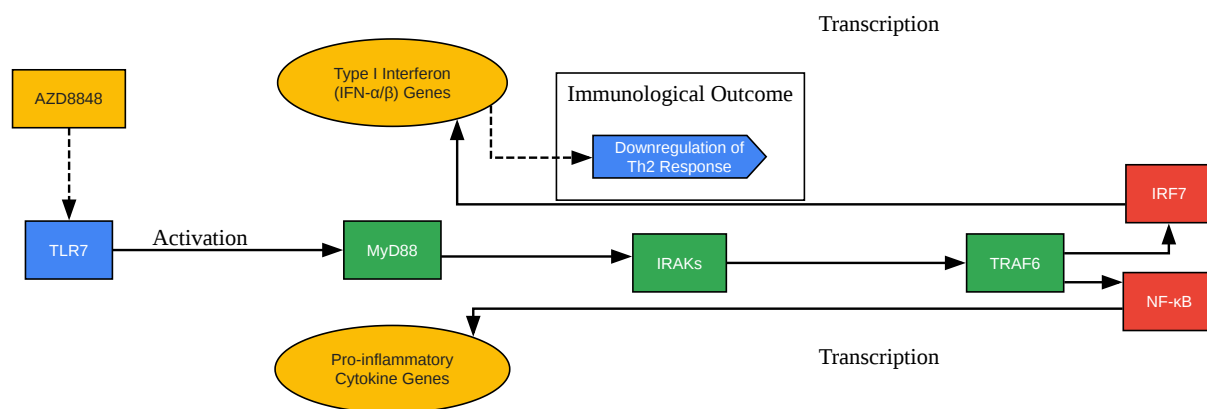 Transcription
Type I Interferon
(IFN-α/β) Genes
AZD8848
Immunological Outcome
Downregulation of
Th2 Response
IRF7
TLR7
Activation
MyD88
IRAKs
TRAF6
NF-κB
Pro-inflammatory
Cytokine Genes
Transcription